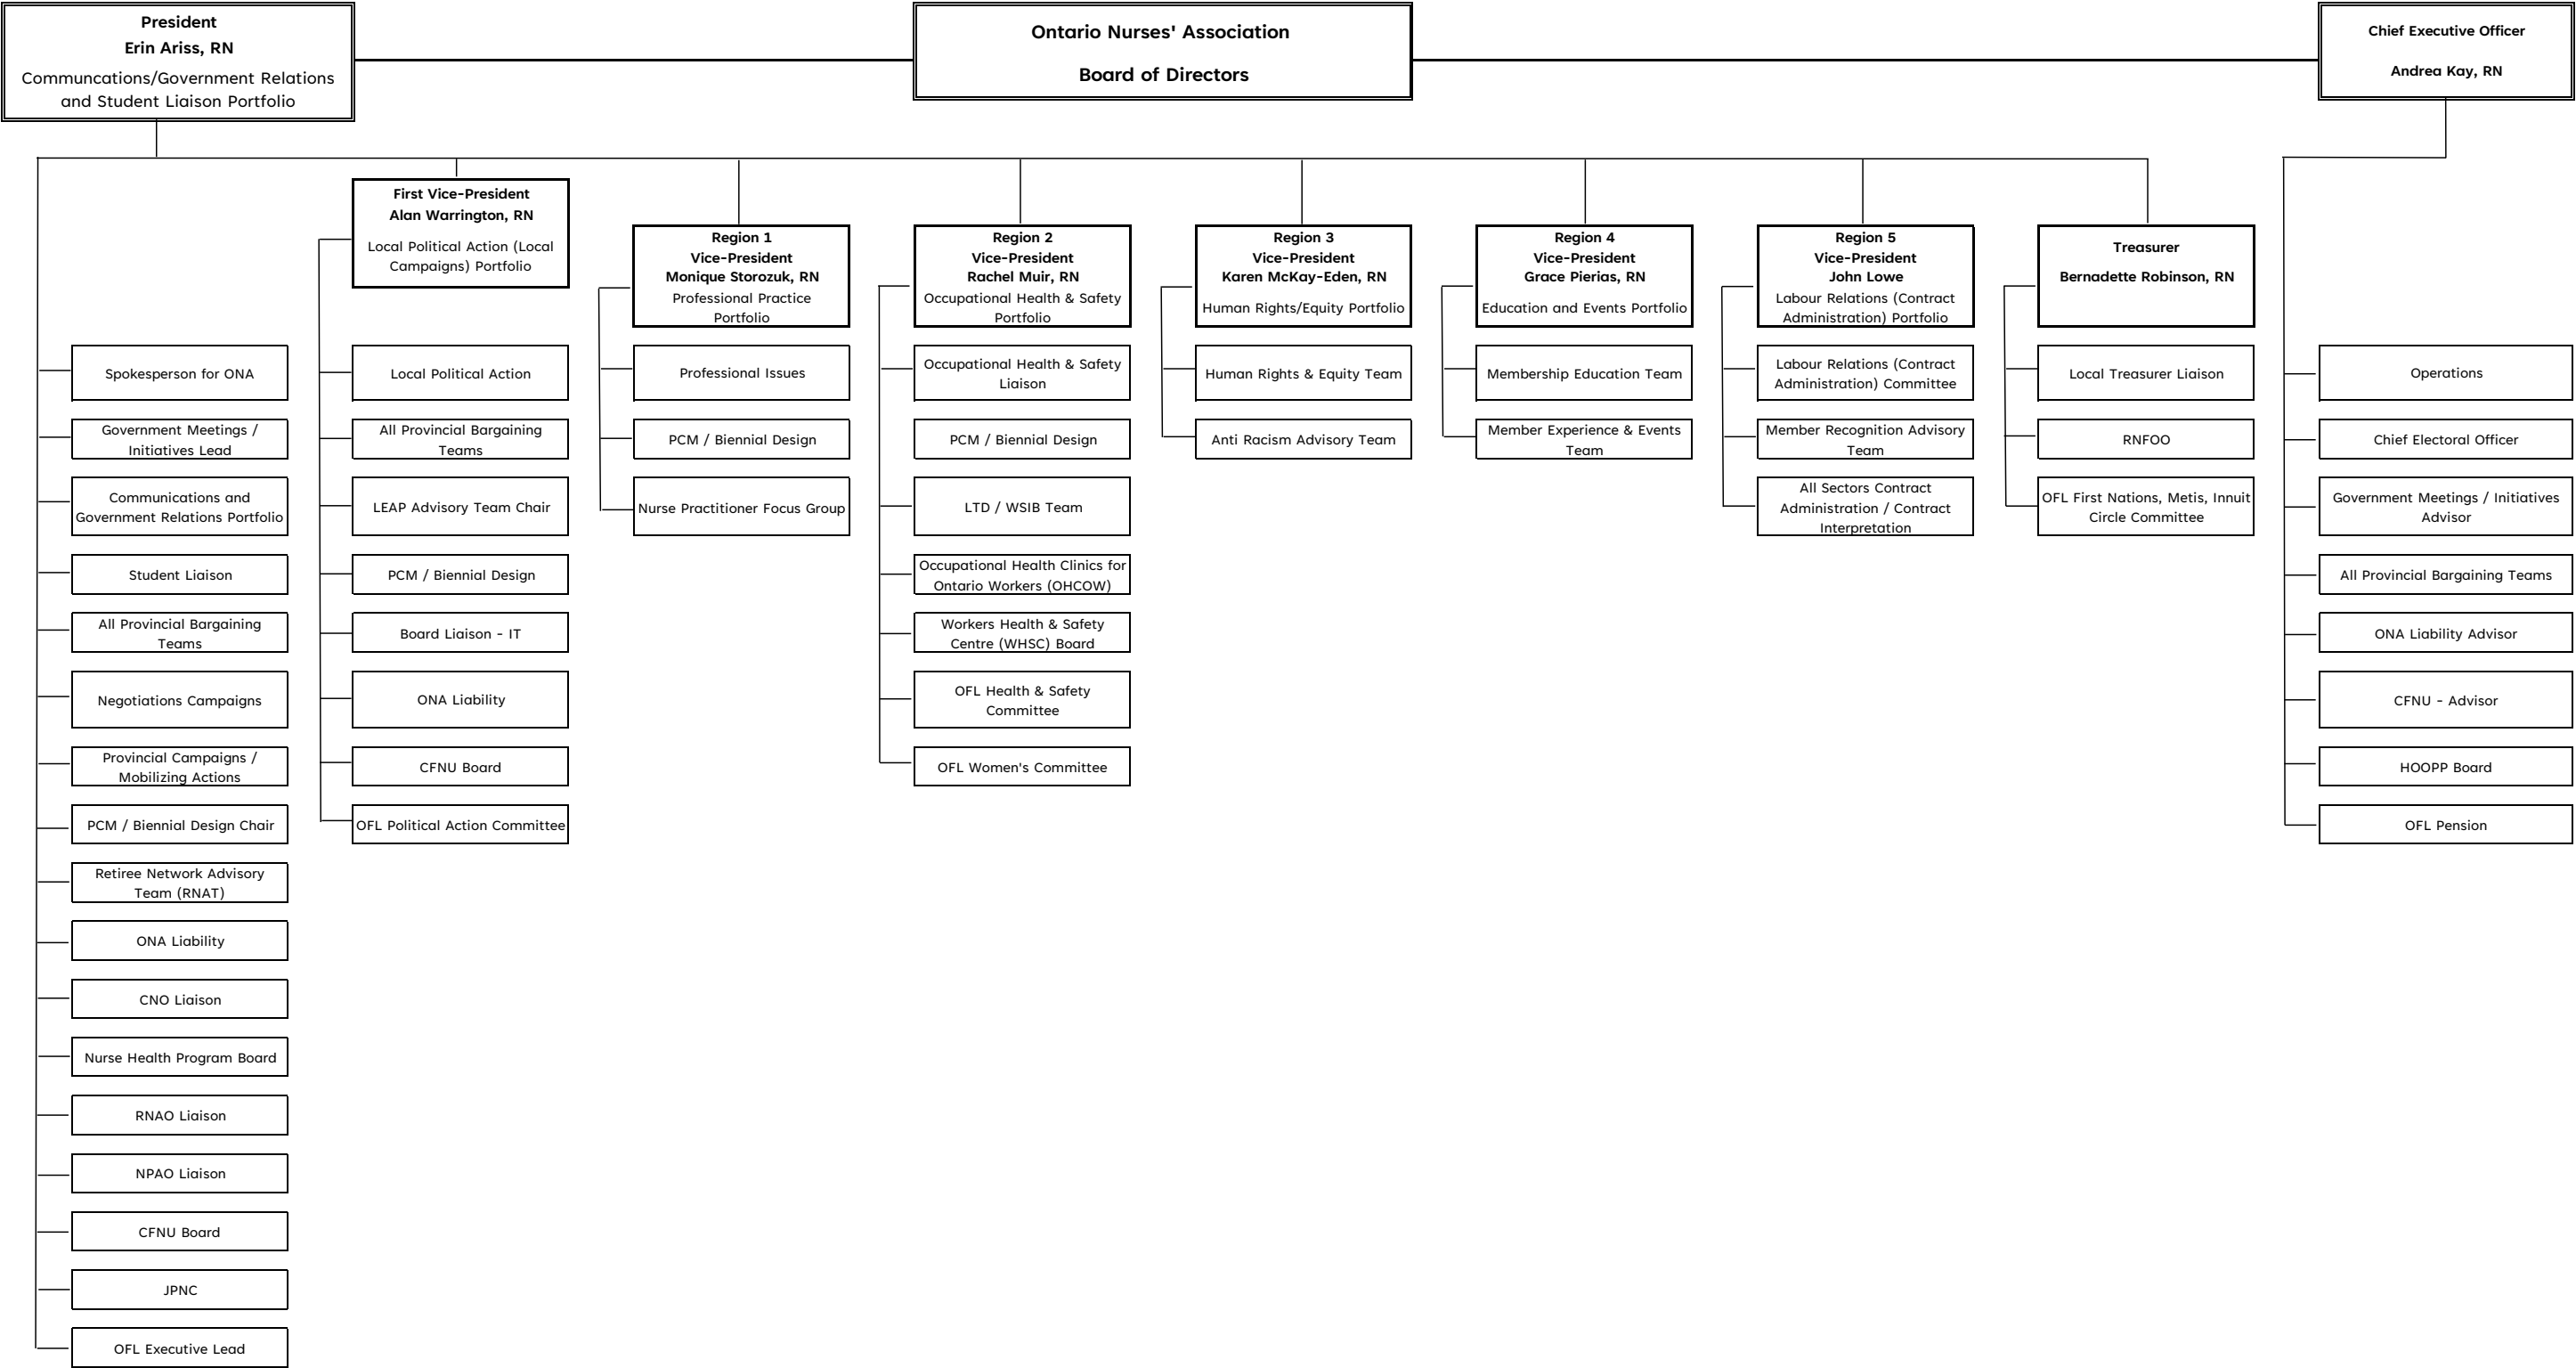 President
Erin Ariss, RN
Communcations/Government Relations
and Student Liaison Portfolio
Ontario Nurses' Association
Board of Directors
Chief Executive Officer
Andrea Kay, RN
First Vice-President
Alan Warrington, RN
Local Political Action (Local
Campaigns) Portfolio
Region 1
Vice-President
Monique Storozuk, RN
Professional Practice
Portfolio
Region 2
Vice-President
Rachel Muir, RN
Occupational Health & Safety
Portfolio
Region 3
Vice-President
Karen McKay-Eden, RN
Human Rights/Equity Portfolio
Region 4
Vice-President
Grace Pierias, RN
Education and Events Portfolio
Region 5
Vice-President
John Lowe
Labour Relations (Contract
Administration) Portfolio
Treasurer
Bernadette Robinson, RN
Spokesperson for ONA
Government Meetings /
Initiatives Lead
Communications and
Government Relations Portfolio
Student Liaison
All Provincial Bargaining
Teams
Negotiations Campaigns
Provincial Campaigns /
Mobilizing Actions
PCM / Biennial Design Chair
Retiree Network Advisory
Team (RNAT)
ONA Liability
CNO Liaison
Nurse Health Program Board
RNAO Liaison
NPAO Liaison
CFNU Board
JPNC
OFL Executive Lead
Local Political Action
All Provincial Bargaining
Teams
LEAP Advisory Team Chair
PCM / Biennial Design
Board Liaison - IT
ONA Liability
CFNU Board
OFL Political Action Committee
Professional Issues
PCM / Biennial Design
Nurse Practitioner Focus Group
Occupational Health & Safety
Liaison
PCM / Biennial Design
LTD / WSIB Team
Occupational Health Clinics for
Ontario Workers (OHCOW)
Workers Health & Safety
Centre (WHSC) Board
OFL Health & Safety
Committee
OFL Women's Committee
Human Rights & Equity Team
Anti Racism Advisory Team
Membership Education Team
Member Experience & Events
Team
Labour Relations (Contract
Administration) Committee
Member Recognition Advisory
Team
All Sectors Contract
Administration / Contract
Interpretation
Local Treasurer Liaison
RNFOO
OFL First Nations, Metis, Innuit
Circle Committee
Operations
Chief Electoral Officer
Government Meetings / Initiatives
Advisor
All Provincial Bargaining Teams
ONA Liability Advisor
CFNU - Advisor
HOOPP Board
OFL Pension